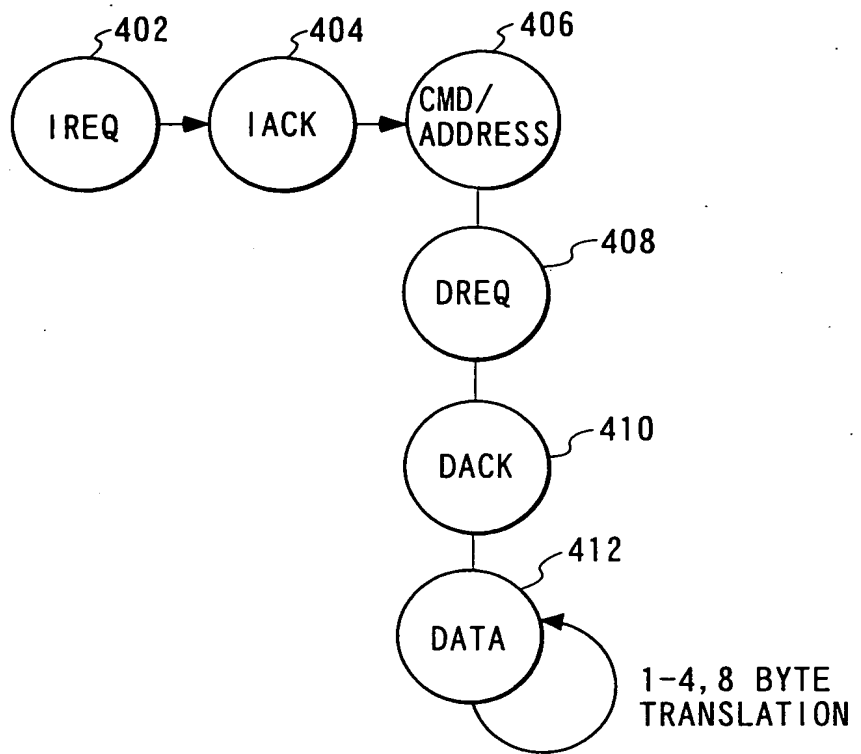 402
404
406
IREQ
IACK
CMD/
ADDRESS
408
DREQ
410
DACK
412
DATA
1-4, 8 BYTE
TRANSLATION